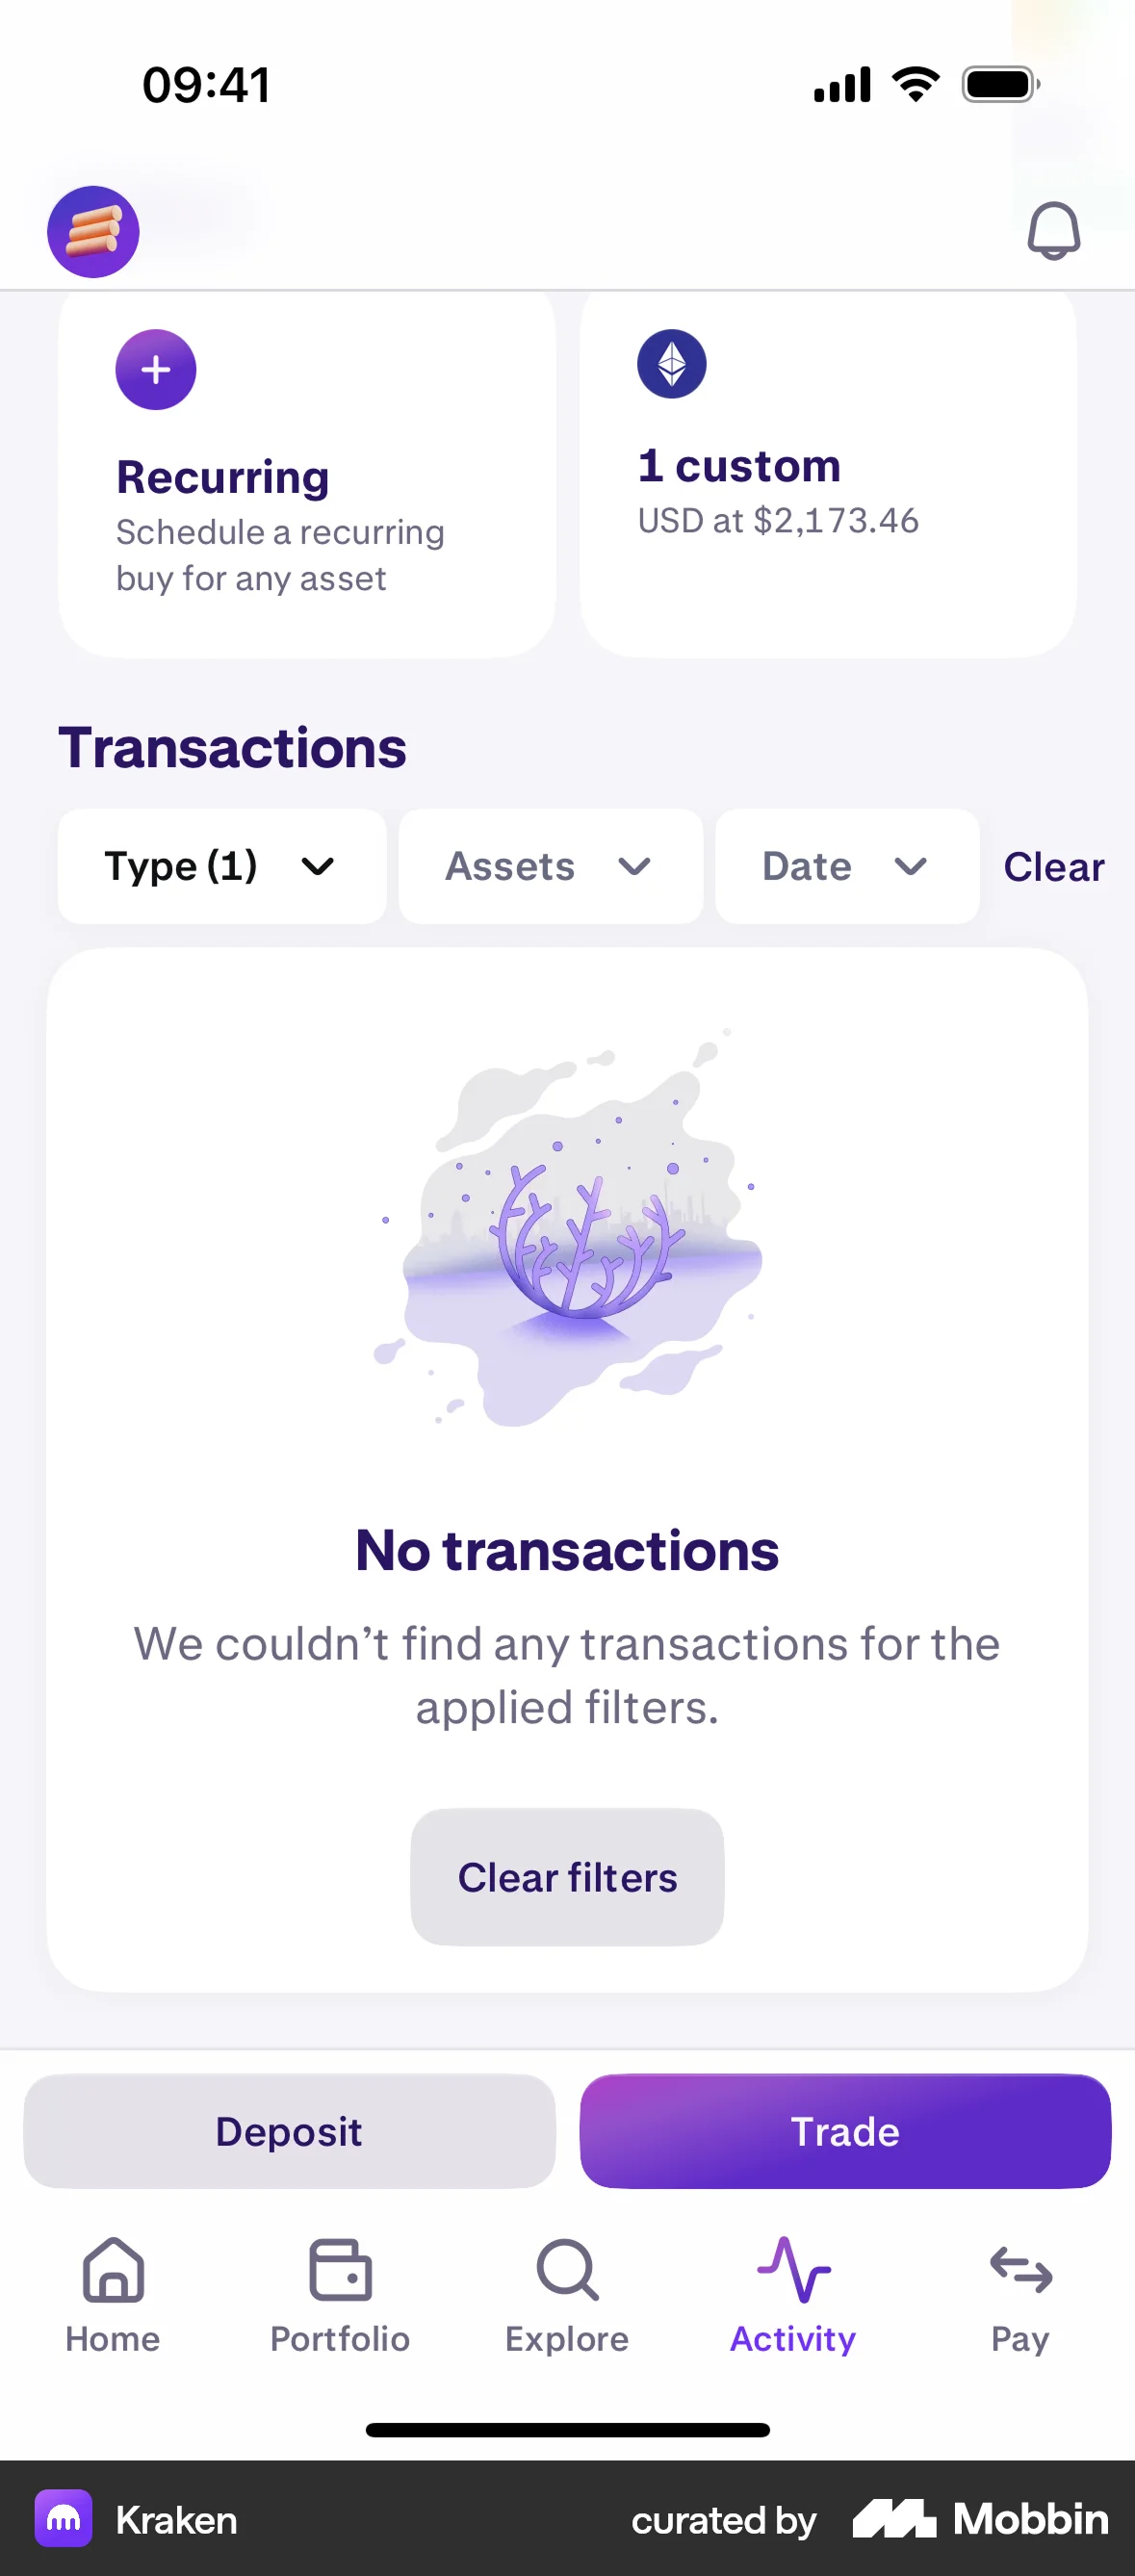 09:41
Recurring
Schedule a recurring
buy for any asset
1 custom
USD at $2,173.46
Transactions
Type (1) Assets Date Clear
No transactions
We couldn’t find any transactions for the
applied filters.
Clear filters
Deposit Trade
Home Portfolio Explore Activity Pay
Kraken curated by Mobbin